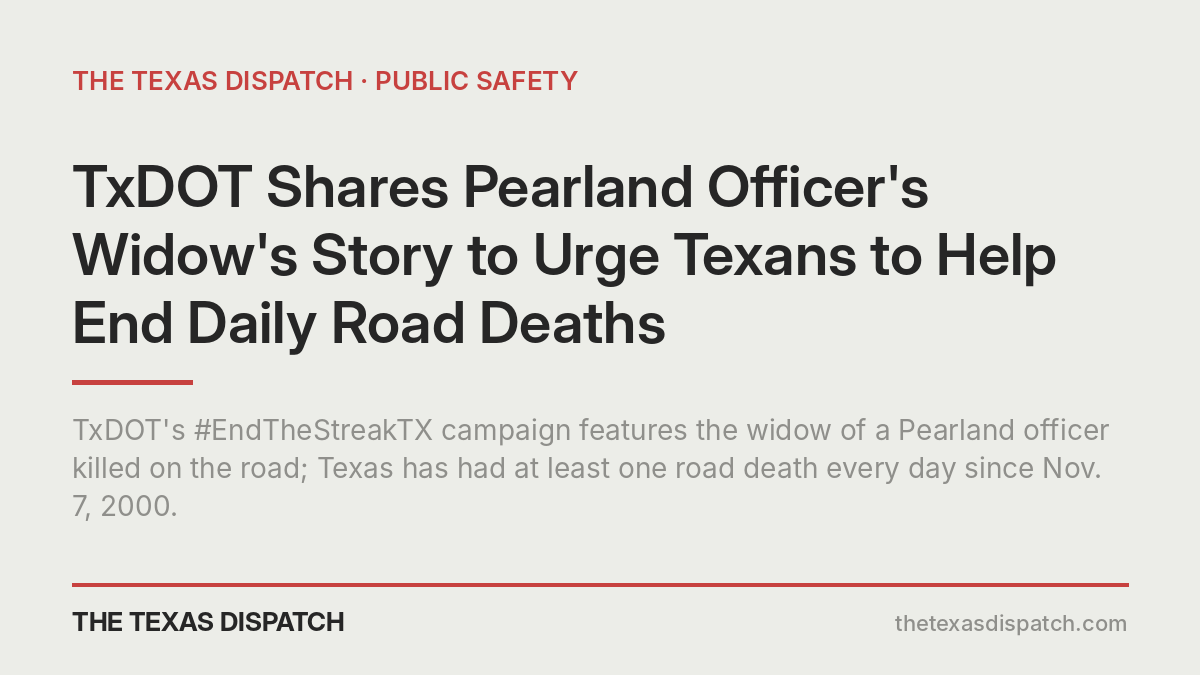 THE TEXAS DISPATCH · PUBLIC SAFETY
TxDOT Shares Pearland Officer's
Widow's Story to Urge Texans to Help
End Daily Road Deaths
TxDOT's #EndTheStreakTX campaign features the widow of a Pearland officer
killed on the road; Texas has had at least one road death every day since Nov.
7, 2000.
THE TEXAS DISPATCH
thetexasdispatch.com